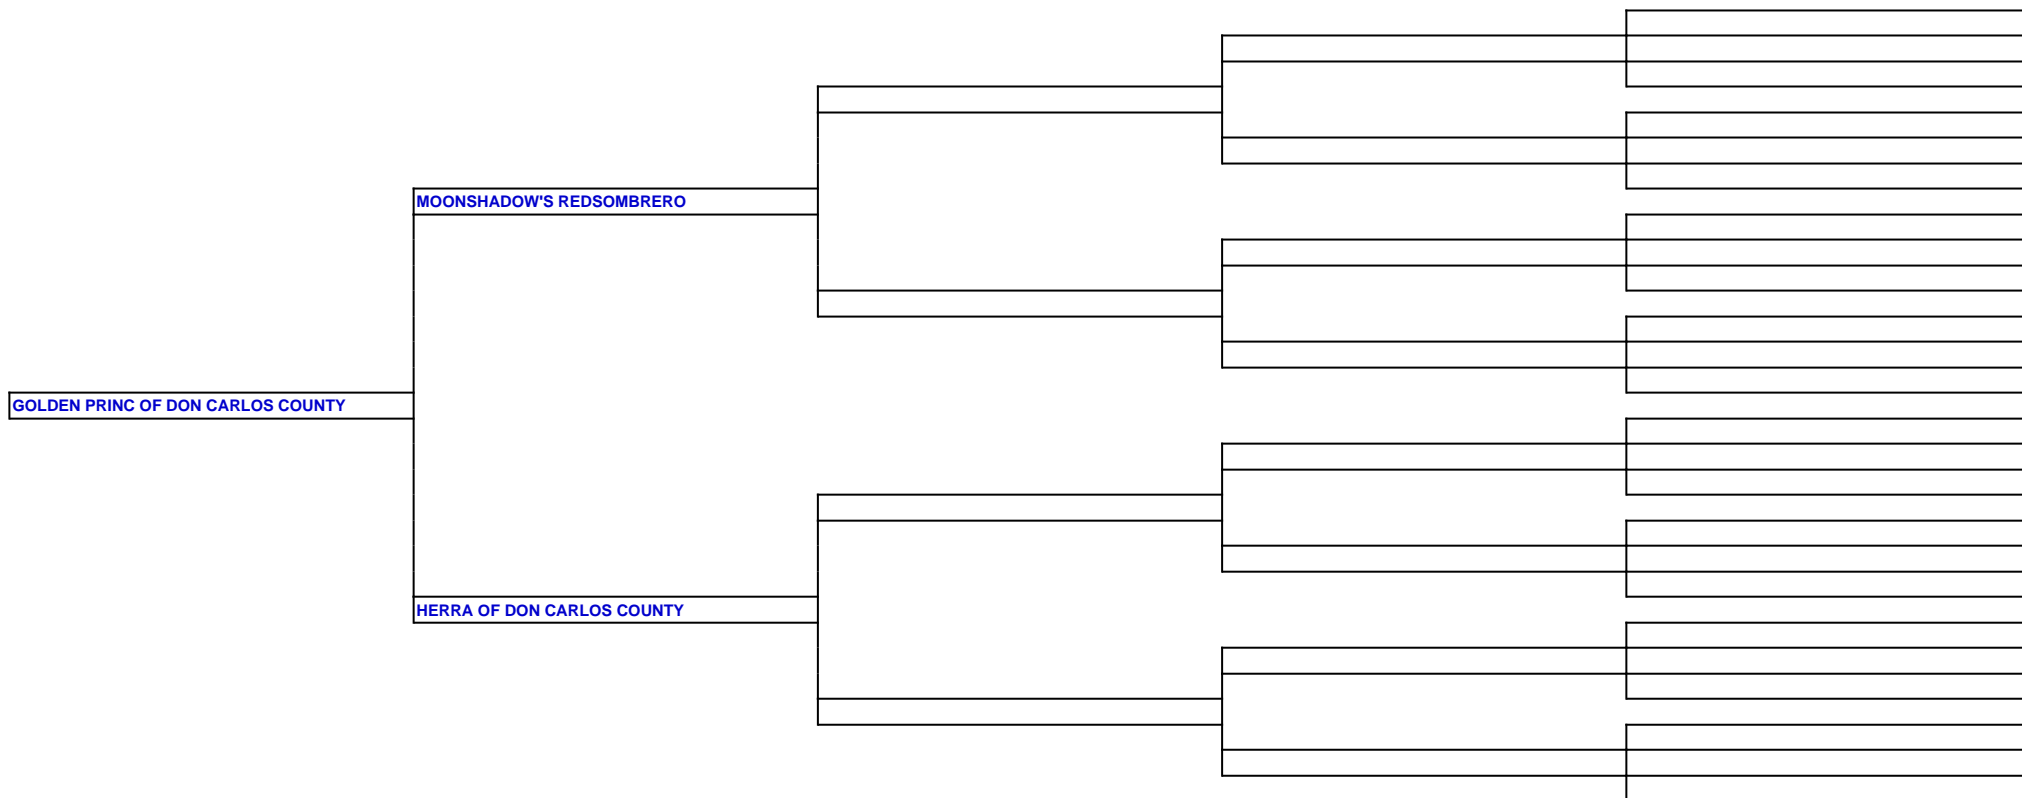 MOONSHADOW'S REDSOMBRERO
GOLDEN PRINC OF DON CARLOS COUNTY
HERRA OF DON CARLOS COUNTY